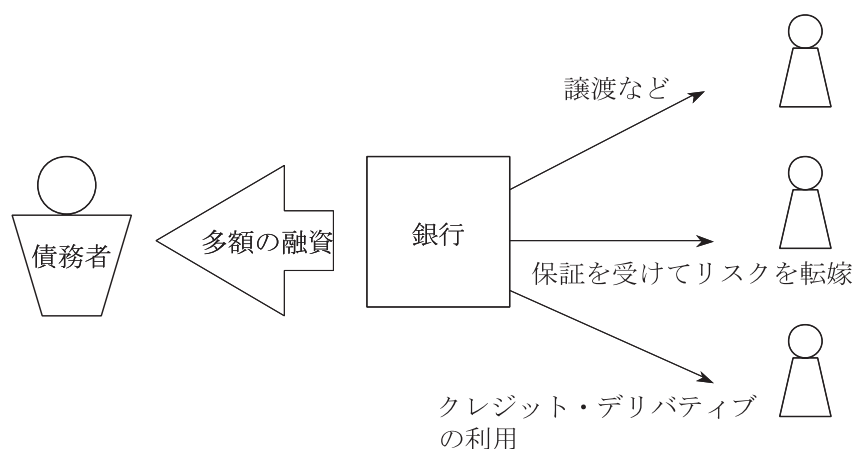 譲渡など
債務者
多額の融資
銀行
保証を受けてリスクを転嫁
クレジット・デリバティブ
の利用